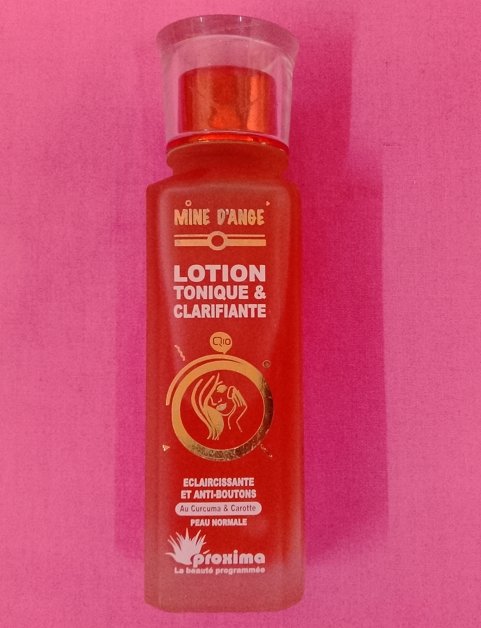 MINE D'ANGE
LOTION
TONIQUE &
CLARIFIANTE
Q10
ECLAIRCISSANTE
ET ANTI-BOUTONS
Au Curcuma & Carotte
PEAU NORMALE
proxima
La beauté programmée